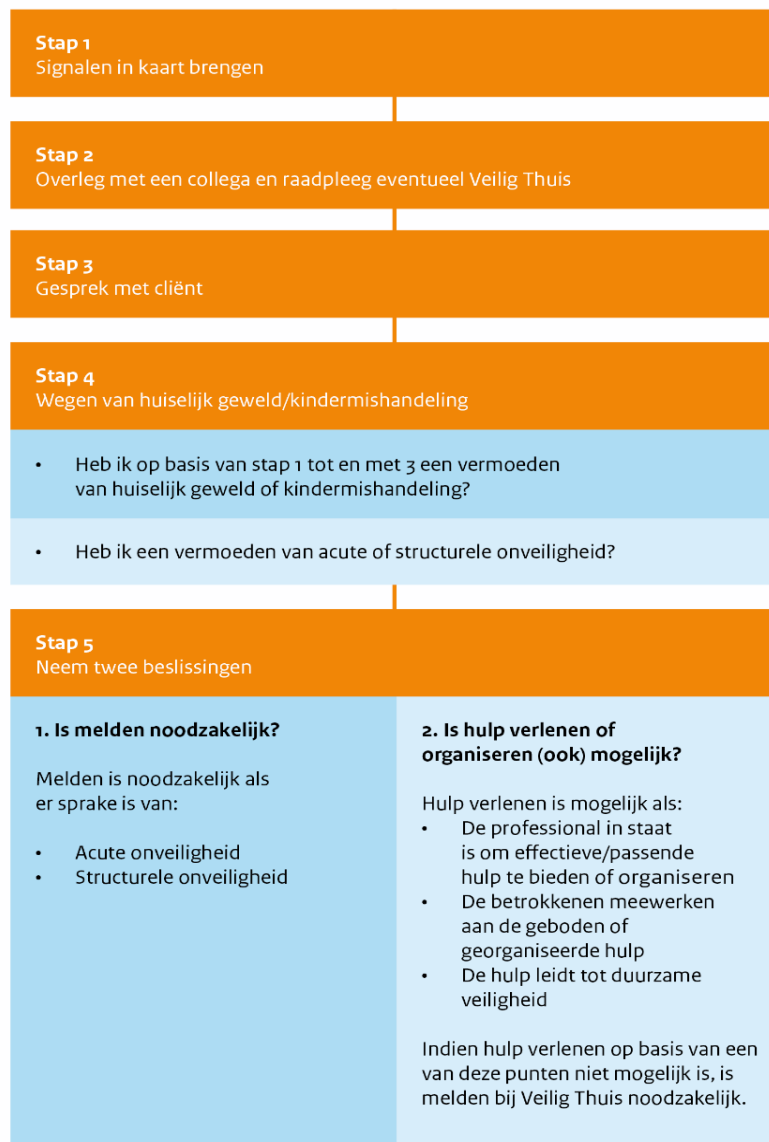 Stap 1
Signalen in kaart brengen
Stap 2
Overleg met een collega en raadpleeg eventueel Veilig Thuis
Stap 3
Gesprek met cliënt
Stap 4
Wegen van huiselijk geweld/kindermishandeling
• Heb ik op basis van stap 1 tot en met 3 een vermoeden
van huiselijk geweld of kindermishandeling?
• Heb ik een vermoeden van acute of structurele onveiligheid?
Stap 5
Neem twee beslissingen
1. Is melden noodzakelijk?
Melden is noodzakelijk als
er sprake is van:
• Acute onveiligheid
• Structurele onveiligheid
2. Is hulp verlenen of
organiseren (ook) mogelijk?
Hulp verlenen is mogelijk als:
• De professional in staat
is om effectieve/passende
hulp te bieden of organiseren
• De betrokkenen meewerken
aan de geboden of
georganiseerde hulp
• De hulp leidt tot duurzame
veiligheid
Indien hulp verlenen op basis van een
van deze punten niet mogelijk is, is
melden bij Veilig Thuis noodzakelijk.